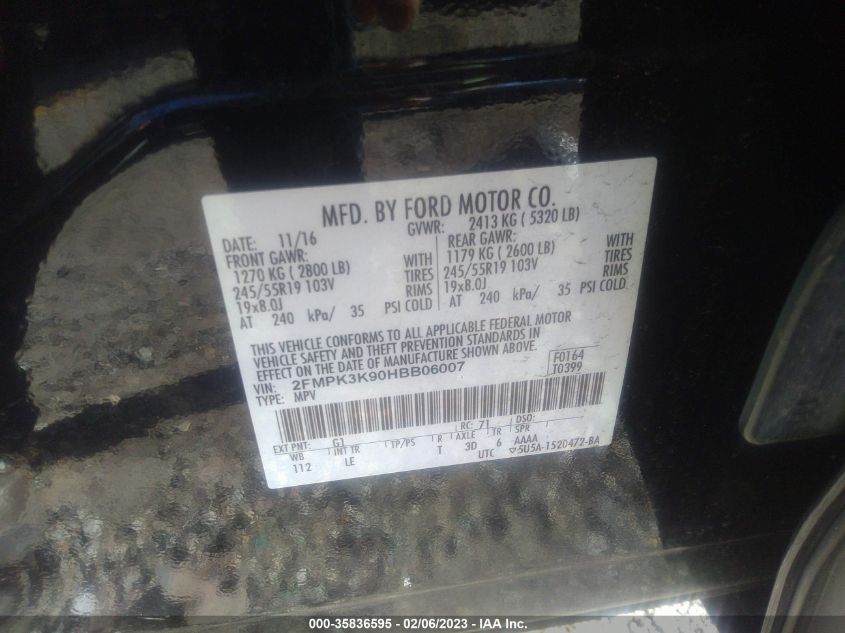 MFD. BY FORD MOTOR CO.
DATE: 11/16 GVWR: 2413 KG ( 5320 LB)
FRONT GAWR: REAR GAWR:
1270 KG ( 2800 LB) WITH 1179 KG ( 2600 LB) WITH
245/55R19 103V TIRES 245/55R19 103V TIRES
19x8.0J RIMS 19x8.0J RIMS
AT 240 kPa/ 35 PSI COLD AT 240 kPa/ 35 PSI COLD
THIS VEHICLE CONFORMS TO ALL APPLICABLE FEDERAL MOTOR
VEHICLE SAFETY AND THEFT PREVENTION STANDARDS IN
EFFECT ON THE DATE OF MANUFACTURE SHOWN ABOVE.
VIN: 2FMPK3K90HBB06007 F0164
TYPE: MPV T0399
EXT PNT: G1 RC: 71 DSO:
WB INT TR TP/PS R AXLE TR SPR
112 LE T 3D 6 AAAA
UTC ▽5U5A-1520472-BA
000-35836595 - 02/06/2023 - IAA Inc.